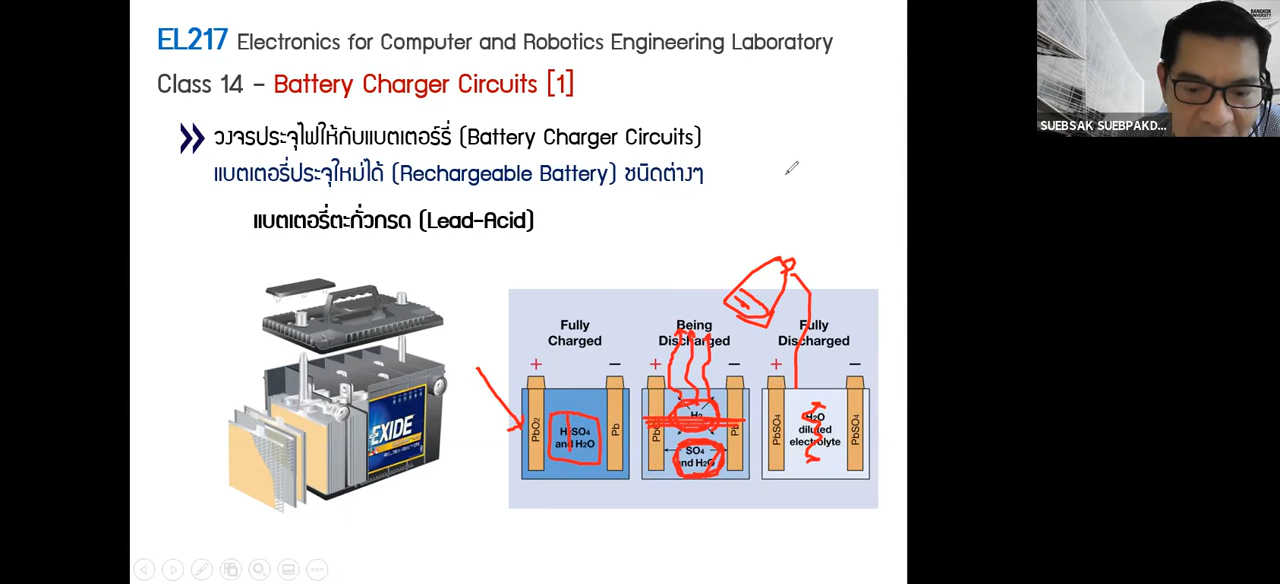 EL217 Electronics for Computer and Robotics Engineering Laboratory
Class 14 – Battery Charger Circuits [1]
วงจรประจุไฟให้กับแบตเตอร์รี่ (Battery Charger Circuits)
แบตเตอรี่ประจุใหม่ได้ (Rechargeable Battery) ชนิดต่างๆ
แบตเตอรี่ตะกั่วกรด (Lead-Acid)
EXIDE
Fully
Charged
+ −
PbO2
H2SO4
and H2O
Pb
Being
Discharged
+ −
H2
SO4
and H2O
Pb
Fully
Discharged
+ −
PbSO4
H2O
diluted
electrolyte
PbSO4
BANGKOK
UNIVERSITY
SUEBSAK SUEBPAKD...